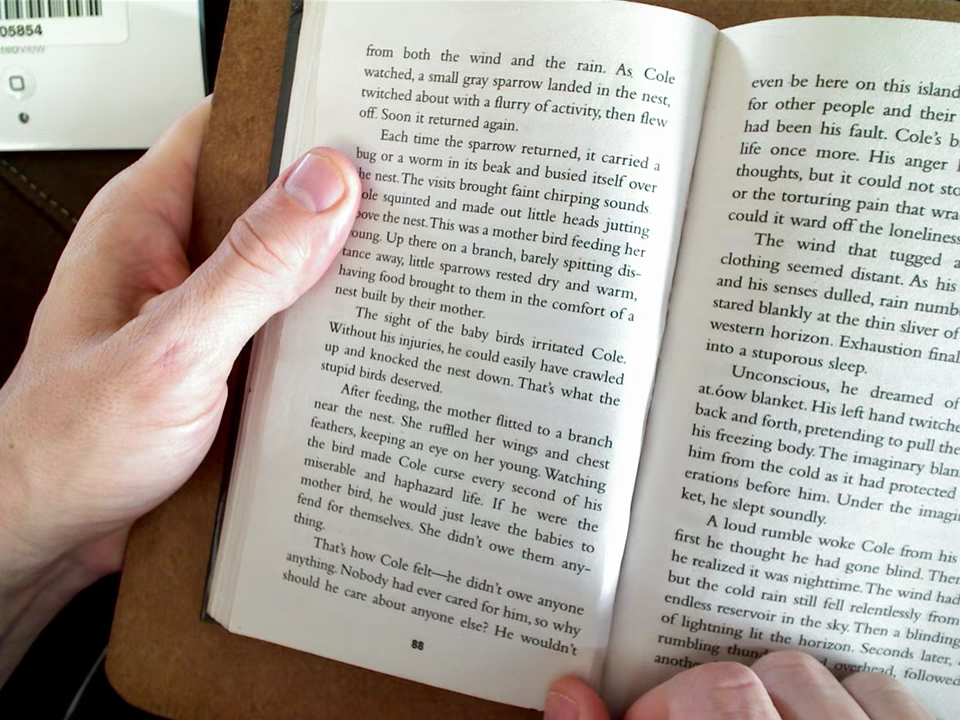 05854
from both the wind and the rain. As Cole
watched, a small gray sparrow landed in the nest,
twitched about with a flurry of activity, then flew
off. Soon it returned again.
Each time the sparrow returned, it carried a
bug or a worm in its beak and busied itself over
he nest. The visits brought faint chirping sounds.
ole squinted and made out little heads jutting
bove the nest. This was a mother bird feeding her
oung. Up there on a branch, barely spitting dis-
tance away, little sparrows rested dry and warm,
having food brought to them in the comfort of a
nest built by their mother.
The sight of the baby birds irritated Cole.
Without his injuries, he could easily have crawled
up and knocked the nest down. That's what the
stupid birds deserved.
After feeding, the mother flitted to a branch
near the nest. She ruffled her wings and chest
feathers, keeping an eye on her young. Watching
the bird made Cole curse every second of his
miserable and haphazard life. If he were the
mother bird, he would just leave the babies to
fend for themselves. She didn't owe them any-
thing.
That's how Cole felt—he didn't owe anyone
anything. Nobody had ever cared for him, so why
should he care about anyone else? He wouldn't
88
even be here on this island
for other people and their
had been his fault. Cole's b
life once more. His anger
thoughts, but it could not sto
or the torturing pain that wra
could it ward off the loneliness
The wind that tugged a
clothing seemed distant. As his
and his senses dulled, rain numb
stared blankly at the thin sliver of
western horizon. Exhaustion final
into a stuporous sleep.
Unconscious, he dreamed of
at.óow blanket. His left hand twitche
back and forth, pretending to pull the
his freezing body. The imaginary blan
him from the cold as it had protected
erations before him. Under the imagi
ket, he slept soundly.
A loud rumble woke Cole from his
first he thought he had gone blind. Then
he realized it was nighttime. The wind had
but the cold rain still fell relentlessly from
endless reservoir in the sky. Then a blinding
of lightning lit the horizon. Seconds later,
rumbling thund overhead, followed
anothe